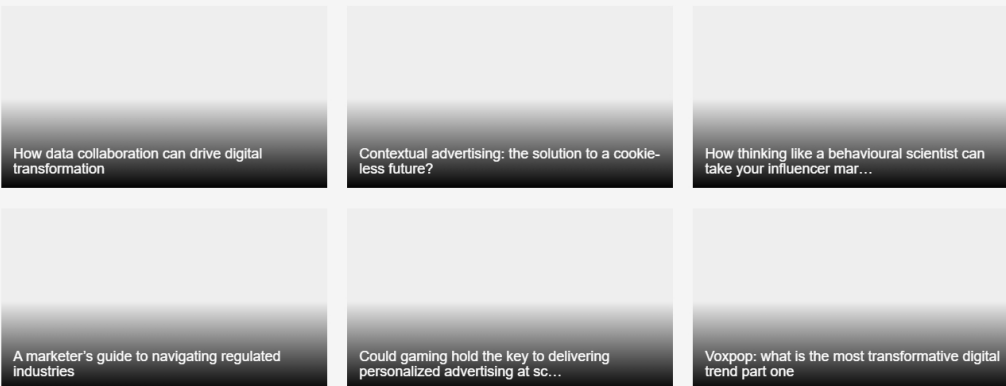 How data collaboration can drive digital
transformation
Contextual advertising: the solution to a cookie-
less future?
How thinking like a behavioural scientist can
take your influencer mar…
A marketer’s guide to navigating regulated
industries
Could gaming hold the key to delivering
personalized advertising at sc…
Voxpop: what is the most transformative digital
trend part one